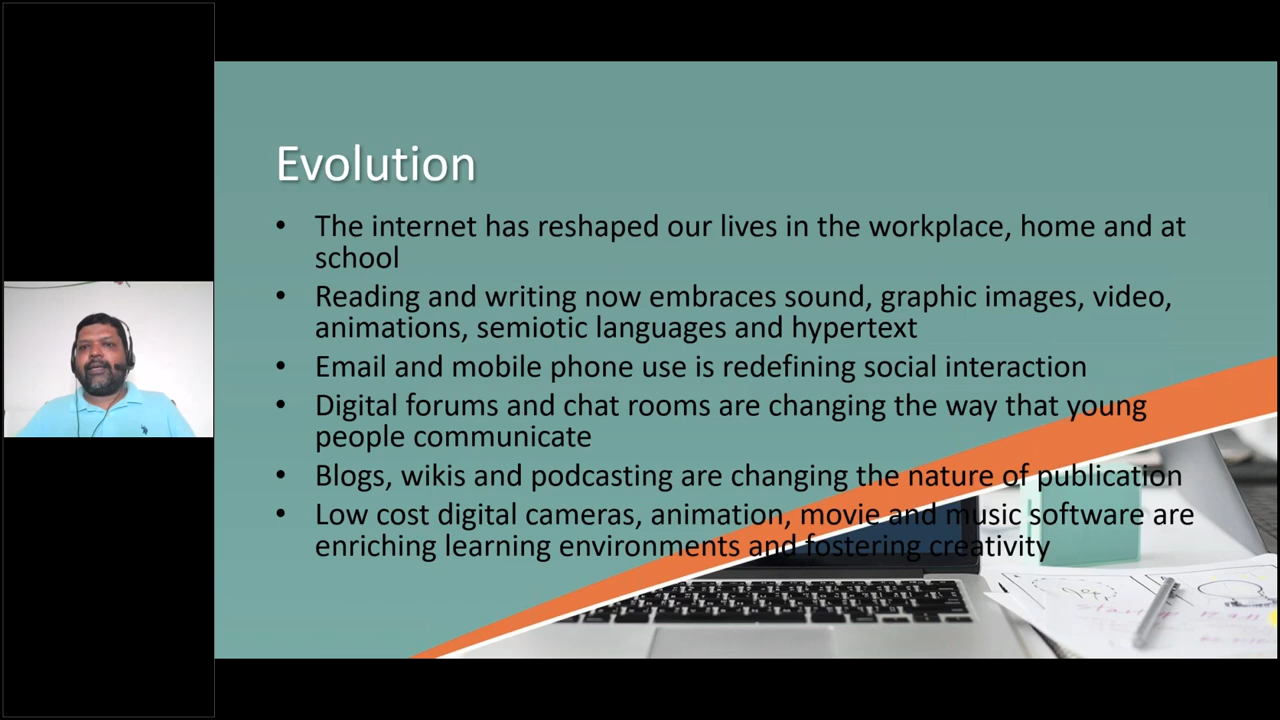 Evolution
• The internet has reshaped our lives in the workplace, home and at
school
• Reading and writing now embraces sound, graphic images, video,
animations, semiotic languages and hypertext
• Email and mobile phone use is redefining social interaction
• Digital forums and chat rooms are changing the way that young
people communicate
• Blogs, wikis and podcasting are changing the nature of publication
• Low cost digital cameras, animation, movie and music software are
enriching learning environments and fostering creativity